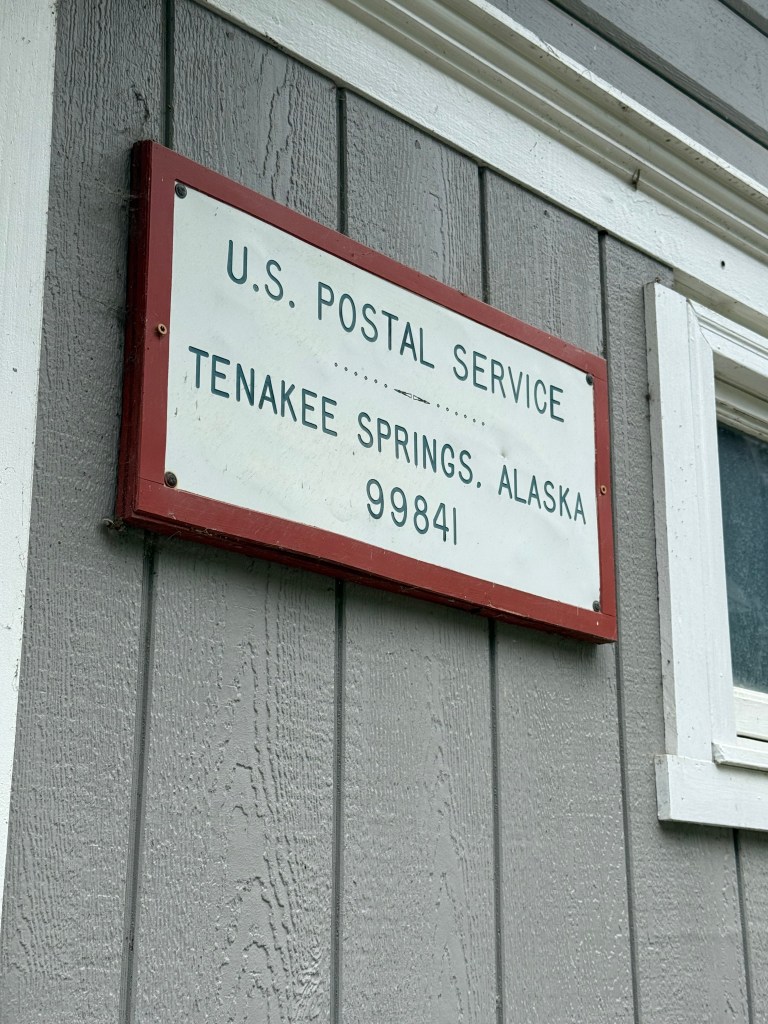 U.S. POSTAL SERVICE
TENAKEE SPRINGS, ALASKA
99841